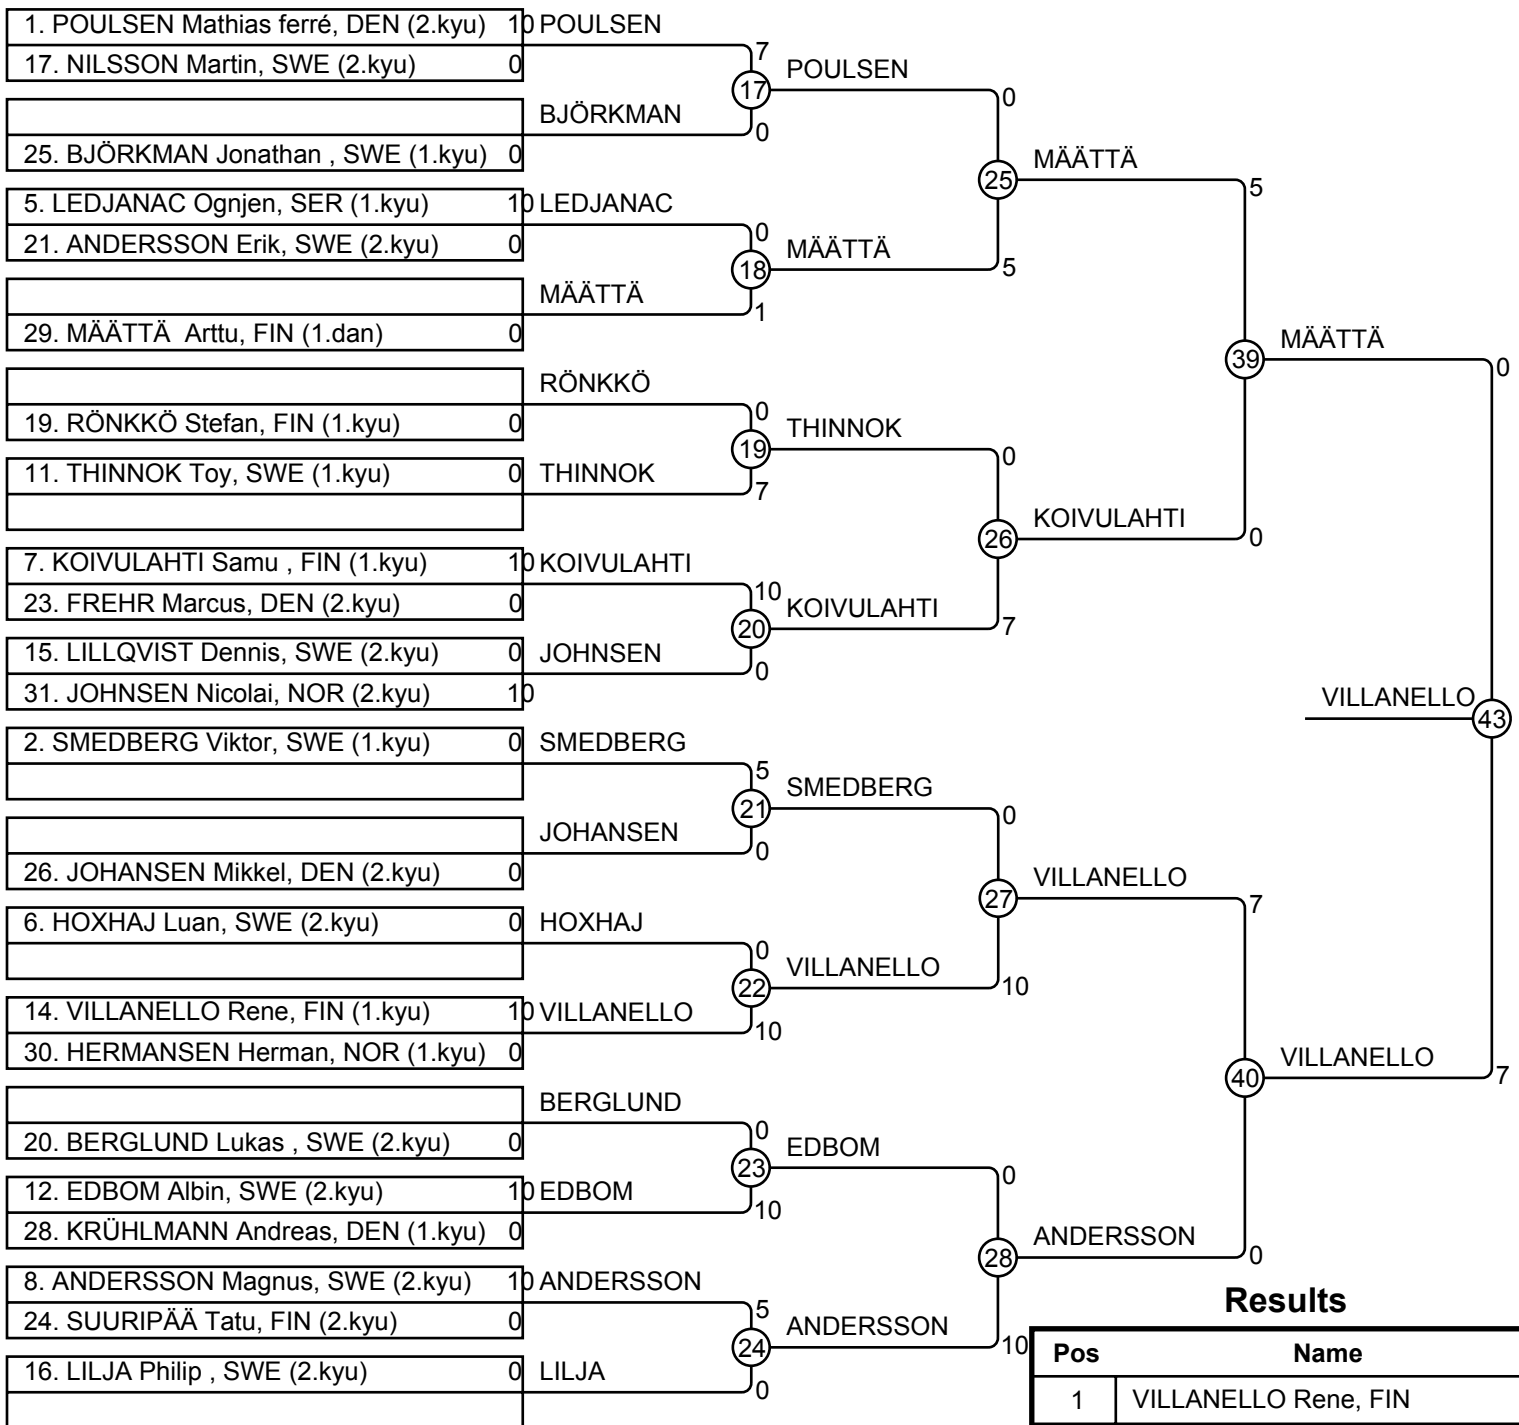 1. POULSEN Mathias ferré, DEN (2.kyu) 10 POULSEN
7
17. NILSSON Martin, SWE (2.kyu) 0
17 POULSEN
0
BJÖRKMAN
0
25. BJÖRKMAN Jonathan , SWE (1.kyu) 0
25 MÄÄTTÄ
5
5. LEDJANAC Ognjen, SER (1.kyu) 10 LEDJANAC
0
21. ANDERSSON Erik, SWE (2.kyu) 0
18 MÄÄTTÄ
5
MÄÄTTÄ
1
29. MÄÄTTÄ Arttu, FIN (1.dan) 0
39 MÄÄTTÄ
0
RÖNKKÖ
0
19. RÖNKKÖ Stefan, FIN (1.kyu) 0
19 THINNOK
0
11. THINNOK Toy, SWE (1.kyu) 0 THINNOK
7
26 KOIVULAHTI
0
7. KOIVULAHTI Samu , FIN (1.kyu) 10 KOIVULAHTI
10
23. FREHR Marcus, DEN (2.kyu) 0
20 KOIVULAHTI
7
15. LILLQVIST Dennis, SWE (2.kyu) 0 JOHNSEN
0
31. JOHNSEN Nicolai, NOR (2.kyu) 10
VILLANELLO 43
2. SMEDBERG Viktor, SWE (1.kyu) 0 SMEDBERG
5
21 SMEDBERG
0
JOHANSEN
0
26. JOHANSEN Mikkel, DEN (2.kyu) 0
27 VILLANELLO
7
6. HOXHAJ Luan, SWE (2.kyu) 0 HOXHAJ
0
22 VILLANELLO
10
14. VILLANELLO Rene, FIN (1.kyu) 10 VILLANELLO
10
30. HERMANSEN Herman, NOR (1.kyu) 0
40 VILLANELLO
7
BERGLUND
0
20. BERGLUND Lukas , SWE (2.kyu) 0
23 EDBOM
0
12. EDBOM Albin, SWE (2.kyu) 10 EDBOM
10
28. KRÜHLMANN Andreas, DEN (1.kyu) 0
28 ANDERSSON
0
8. ANDERSSON Magnus, SWE (2.kyu) 10 ANDERSSON
5
24. SUURIPÄÄ Tatu, FIN (2.kyu) 0
24 ANDERSSON
10
16. LILJA Philip , SWE (2.kyu) 0 LILJA
0
Results
Pos Name
1 VILLANELLO Rene, FIN